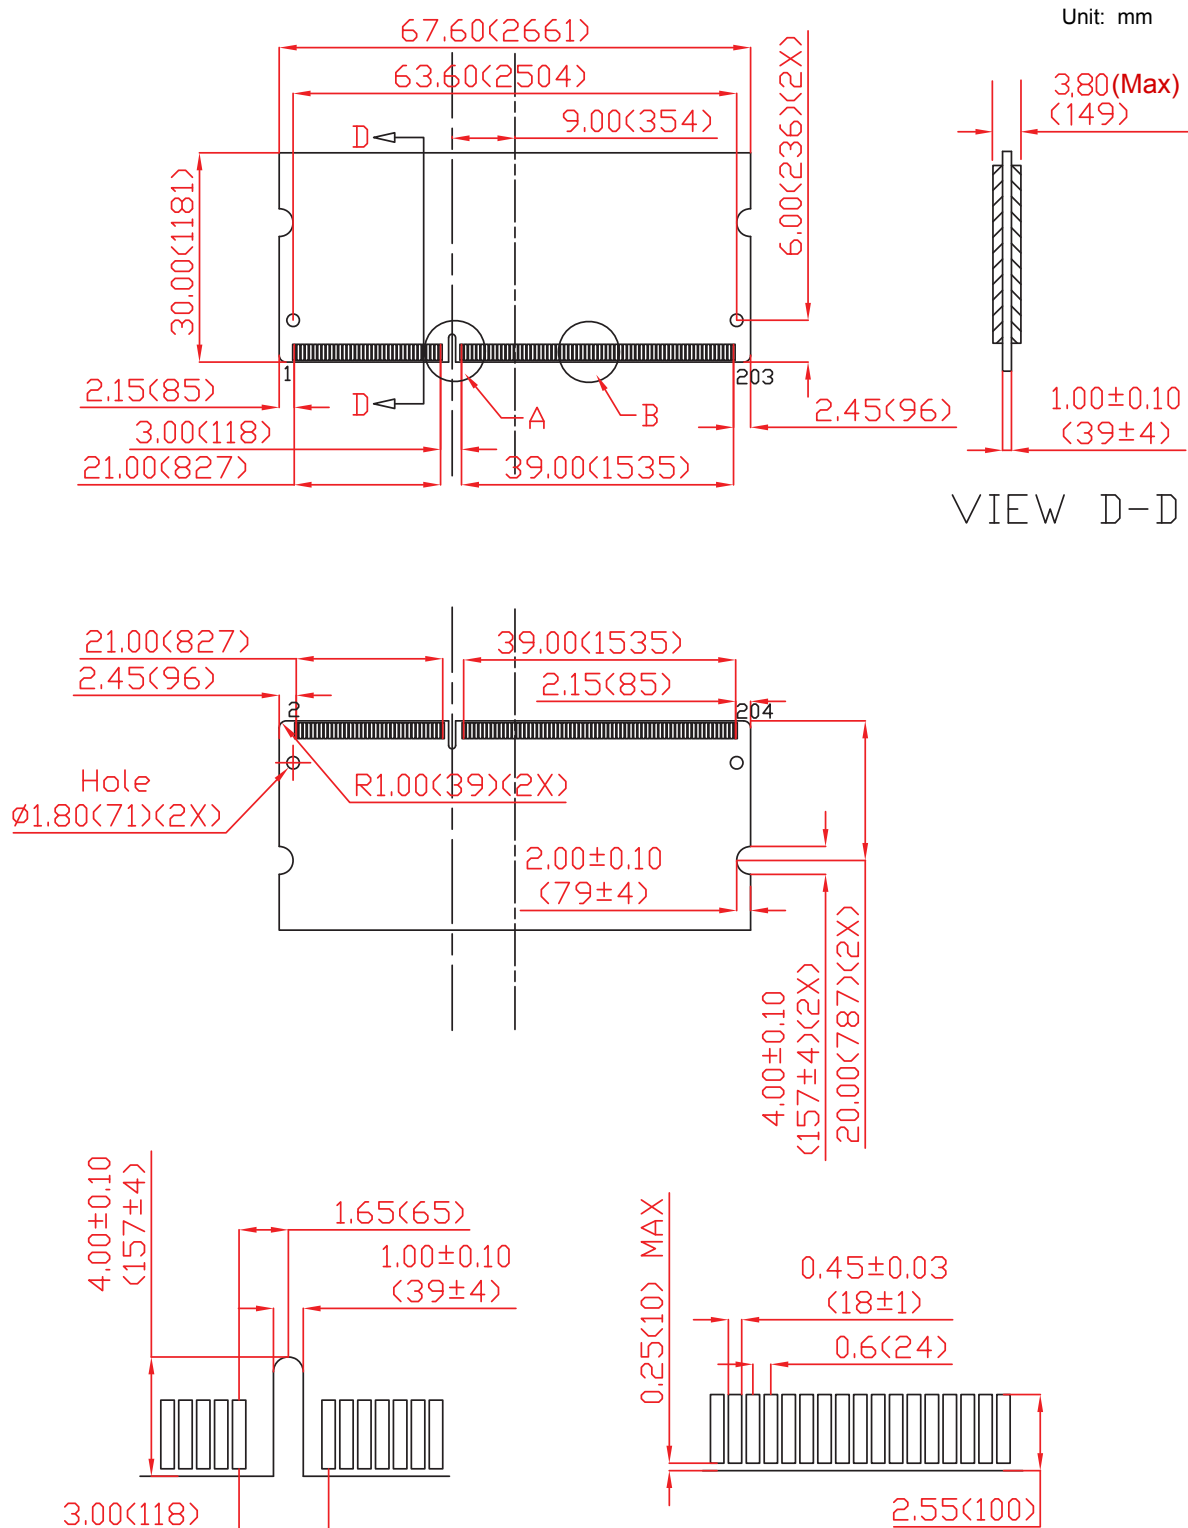 Unit: mm
67.60(2661)
63.60(2504)
9.00(354)
6.00(236)(2X)
3.80(Max)
(149)
D
30.00(1181)
1
203
2.15(85)
D
A
B
2.45(96)
3.00(118)
21.00(827)
39.00(1535)
1.00±0.10
(39±4)
VIEW D-D
21.00(827)
39.00(1535)
2.45(96)
2.15(85)
2
204
Hole
Ø1.80(71)(2X)
R1.00(39)(2X)
2.00±0.10
(79±4)
4.00±0.10
(157±4)(2X)
20.00(787)(2X)
4.00±0.10
(157±4)
1.65(65)
1.00±0.10
(39±4)
3.00(118)
0.25(10) MAX
0.45±0.03
(18±1)
0.6(24)
2.55(100)